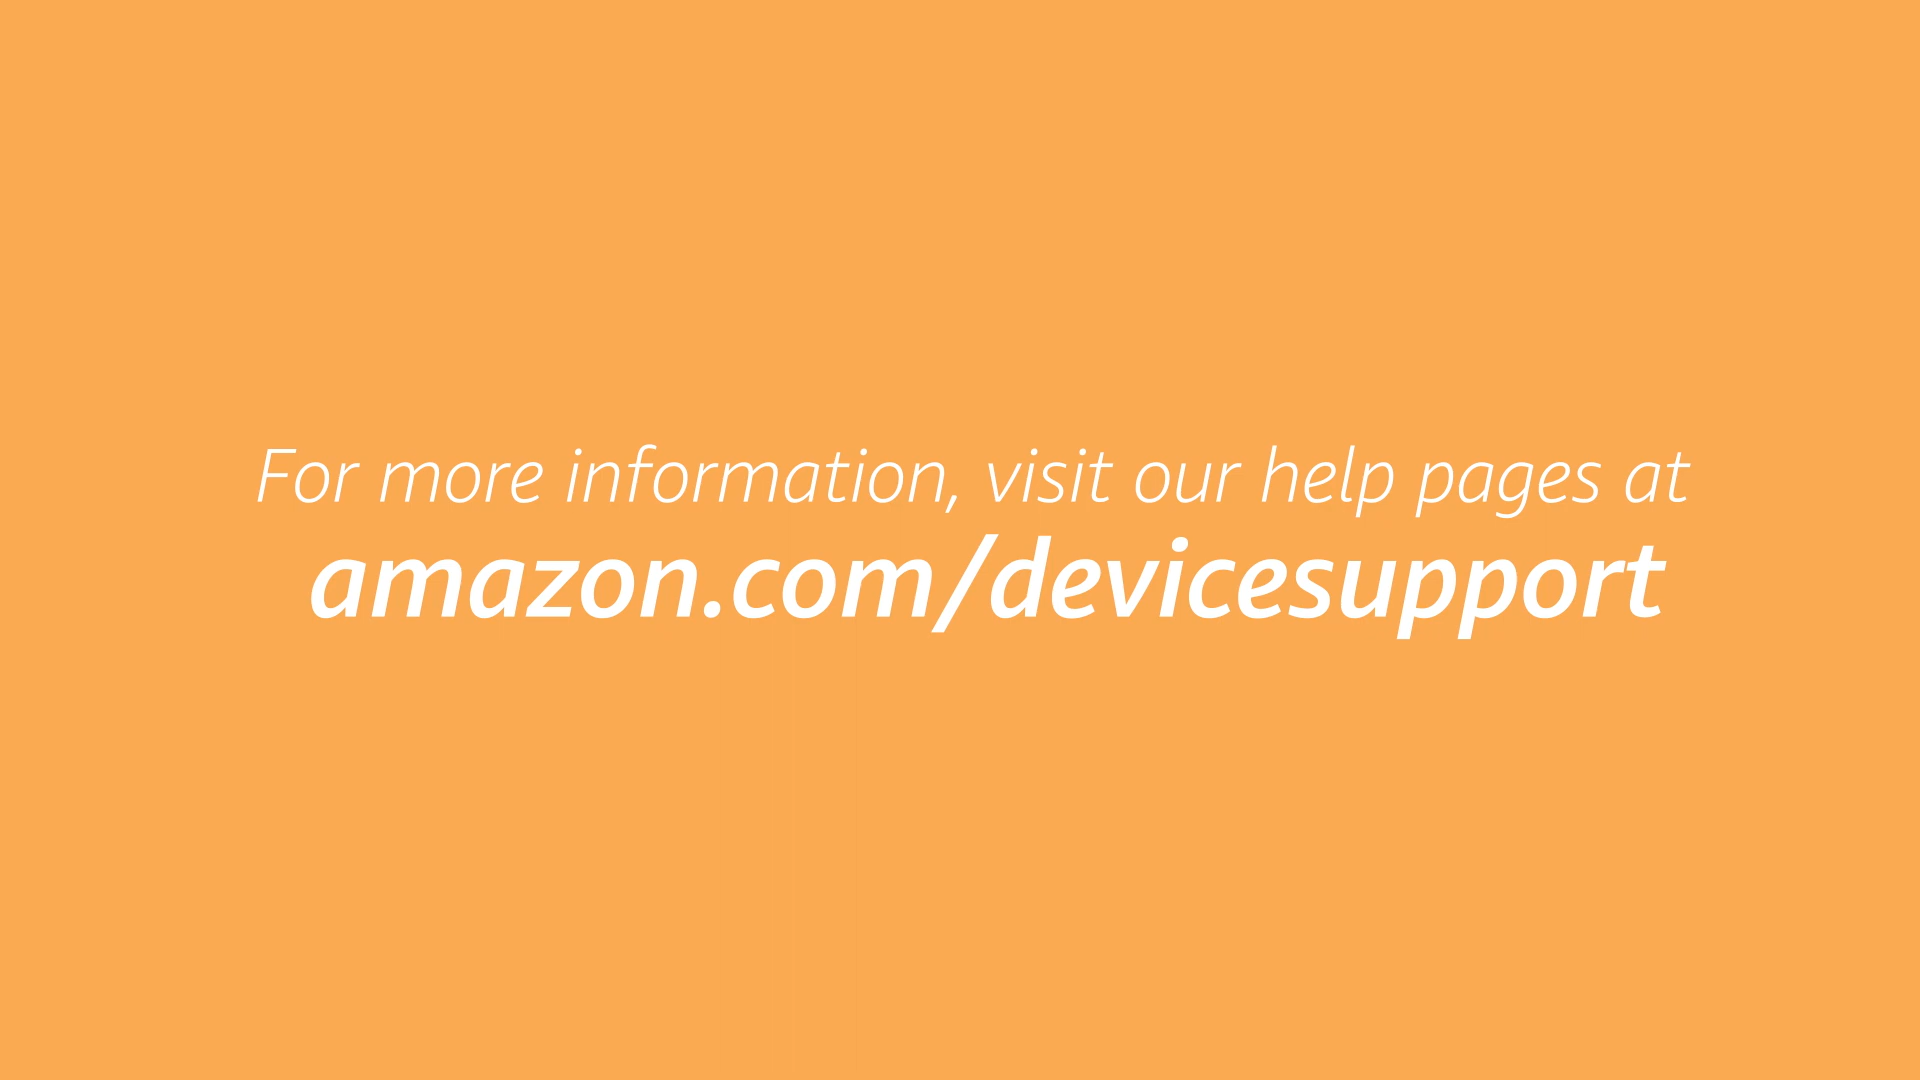 For more information, visit our help pages at
amazon.com/devicesupport